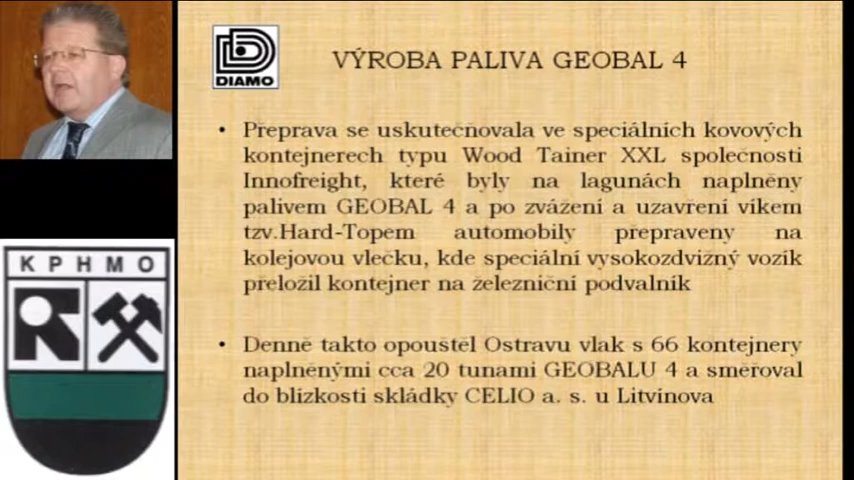 DIAMO
VÝROBA PALIVA GEOBAL 4
• Přeprava se uskutečňovala ve speciálních kovových
kontejnerech typu Wood Tainer XXL společnosti
Innofreight, které byly na lagunách naplněny
palivem GEOBAL 4 a po zvážení a uzavření víkem
tzv.Hard-Topem automobily přepraveny na
kolejovou vlečku, kde speciální vysokozdvižný vozík
přeložil kontejner na železniční podvalník
• Denně takto opouštěl Ostravu vlak s 66 kontejnery
naplněnými cca 20 tunami GEOBALU 4 a směřoval
do blízkosti skládky CELIO a. s. u Litvínova
KPHMO